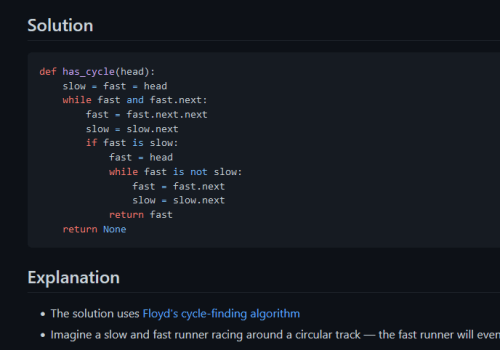 Solution
def has_cycle(head):
    slow = fast = head
    while fast and fast.next:
        fast = fast.next.next
        slow = slow.next
        if fast is slow:
            fast = head
            while fast is not slow:
                fast = fast.next
                slow = slow.next
            return fast
    return None
Explanation
• The solution uses Floyd's cycle-finding algorithm
• Imagine a slow and fast runner racing around a circular track — the fast runner will